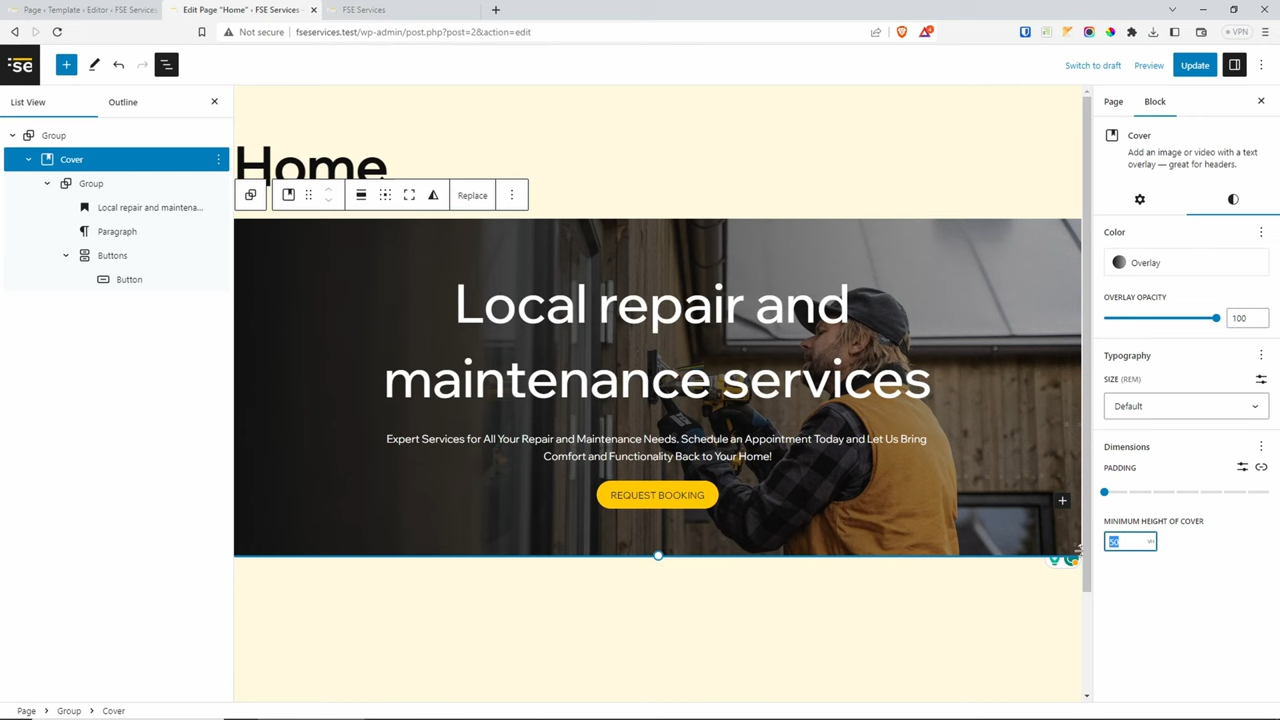 Page ‹ Template ‹ Editor ‹ FSE Services
Edit Page “Home” ‹ FSE Services –
FSE Services
Not secure
fseservices.test/wp-admin/post.php?post=2&action=edit
VPN
:se
Switch to draft
Preview
Update
List View
Outline
Group
Cover
Group
Local repair and maintena...
Paragraph
Buttons
Button
Home
Replace
Local repair and
maintenance services
Expert Services for All Your Repair and Maintenance Needs. Schedule an Appointment Today and Let Us Bring
Comfort and Functionality Back to Your Home!
REQUEST BOOKING
Page
Block
Cover
Add an image or video with a text
overlay — great for headers.
Color
Overlay
OVERLAY OPACITY
100
Typography
SIZE (REM)
Default
Dimensions
PADDING
MINIMUM HEIGHT OF COVER
50
VH
Page
Group
Cover